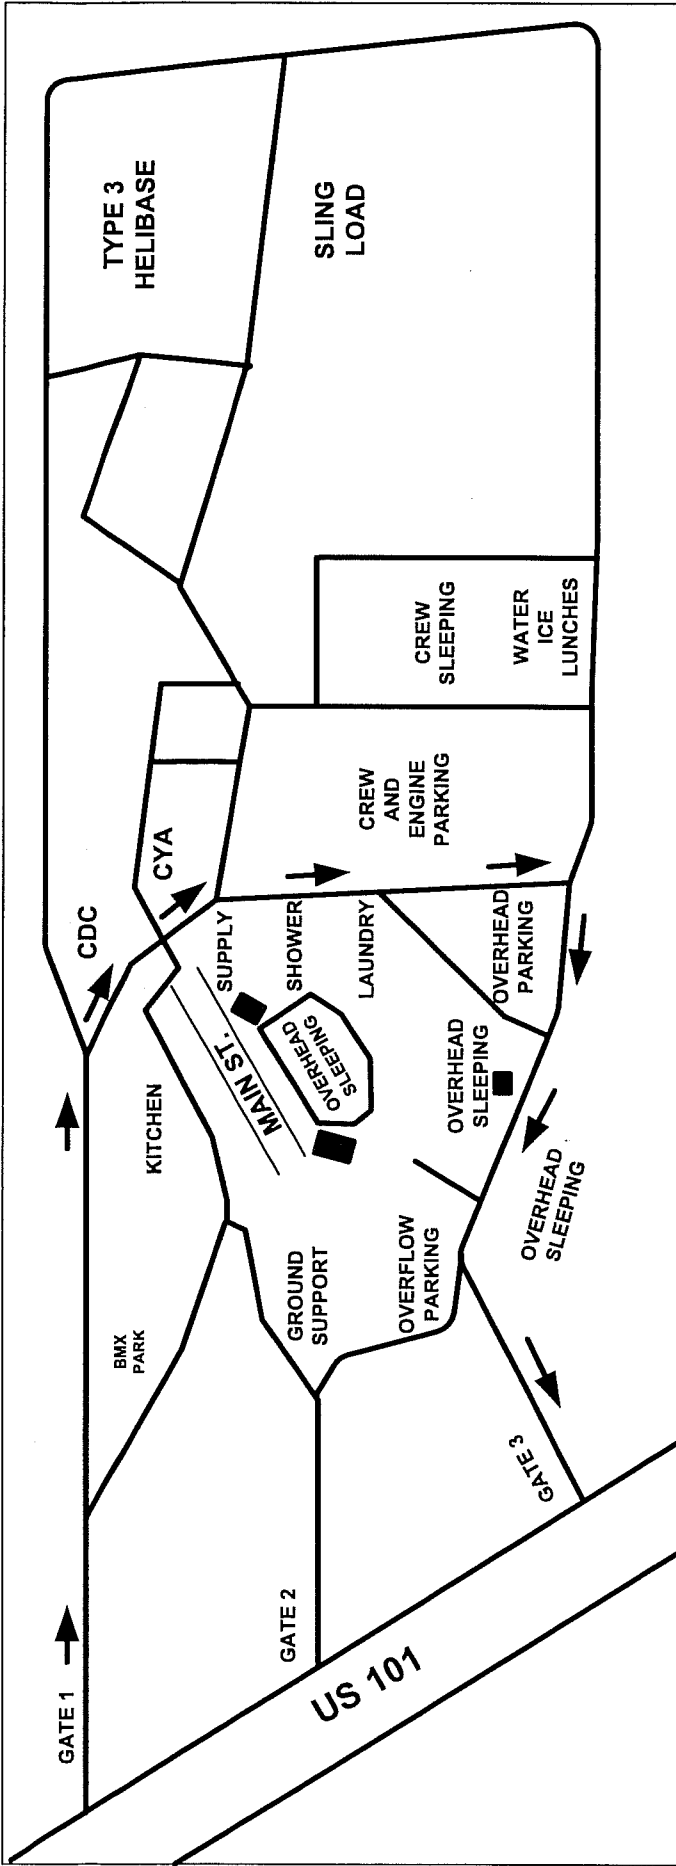 TYPE 3
HELIBASE
SLING
LOAD
CREW
SLEEPING
WATER
ICE
LUNCHES
CREW
AND
ENGINE
PARKING
CYA
CDC
SUPPLY
SHOWER
LAUNDRY
OVERHEAD
PARKING
MAIN ST.
OVERHEAD
SLEEPING
OVERHEAD
SLEEPING
OVERHEAD
SLEEPING
KITCHEN
BMX
PARK
GROUND
SUPPORT
OVERFLOW
PARKING
GATE 1
GATE 2
GATE 3
US 101